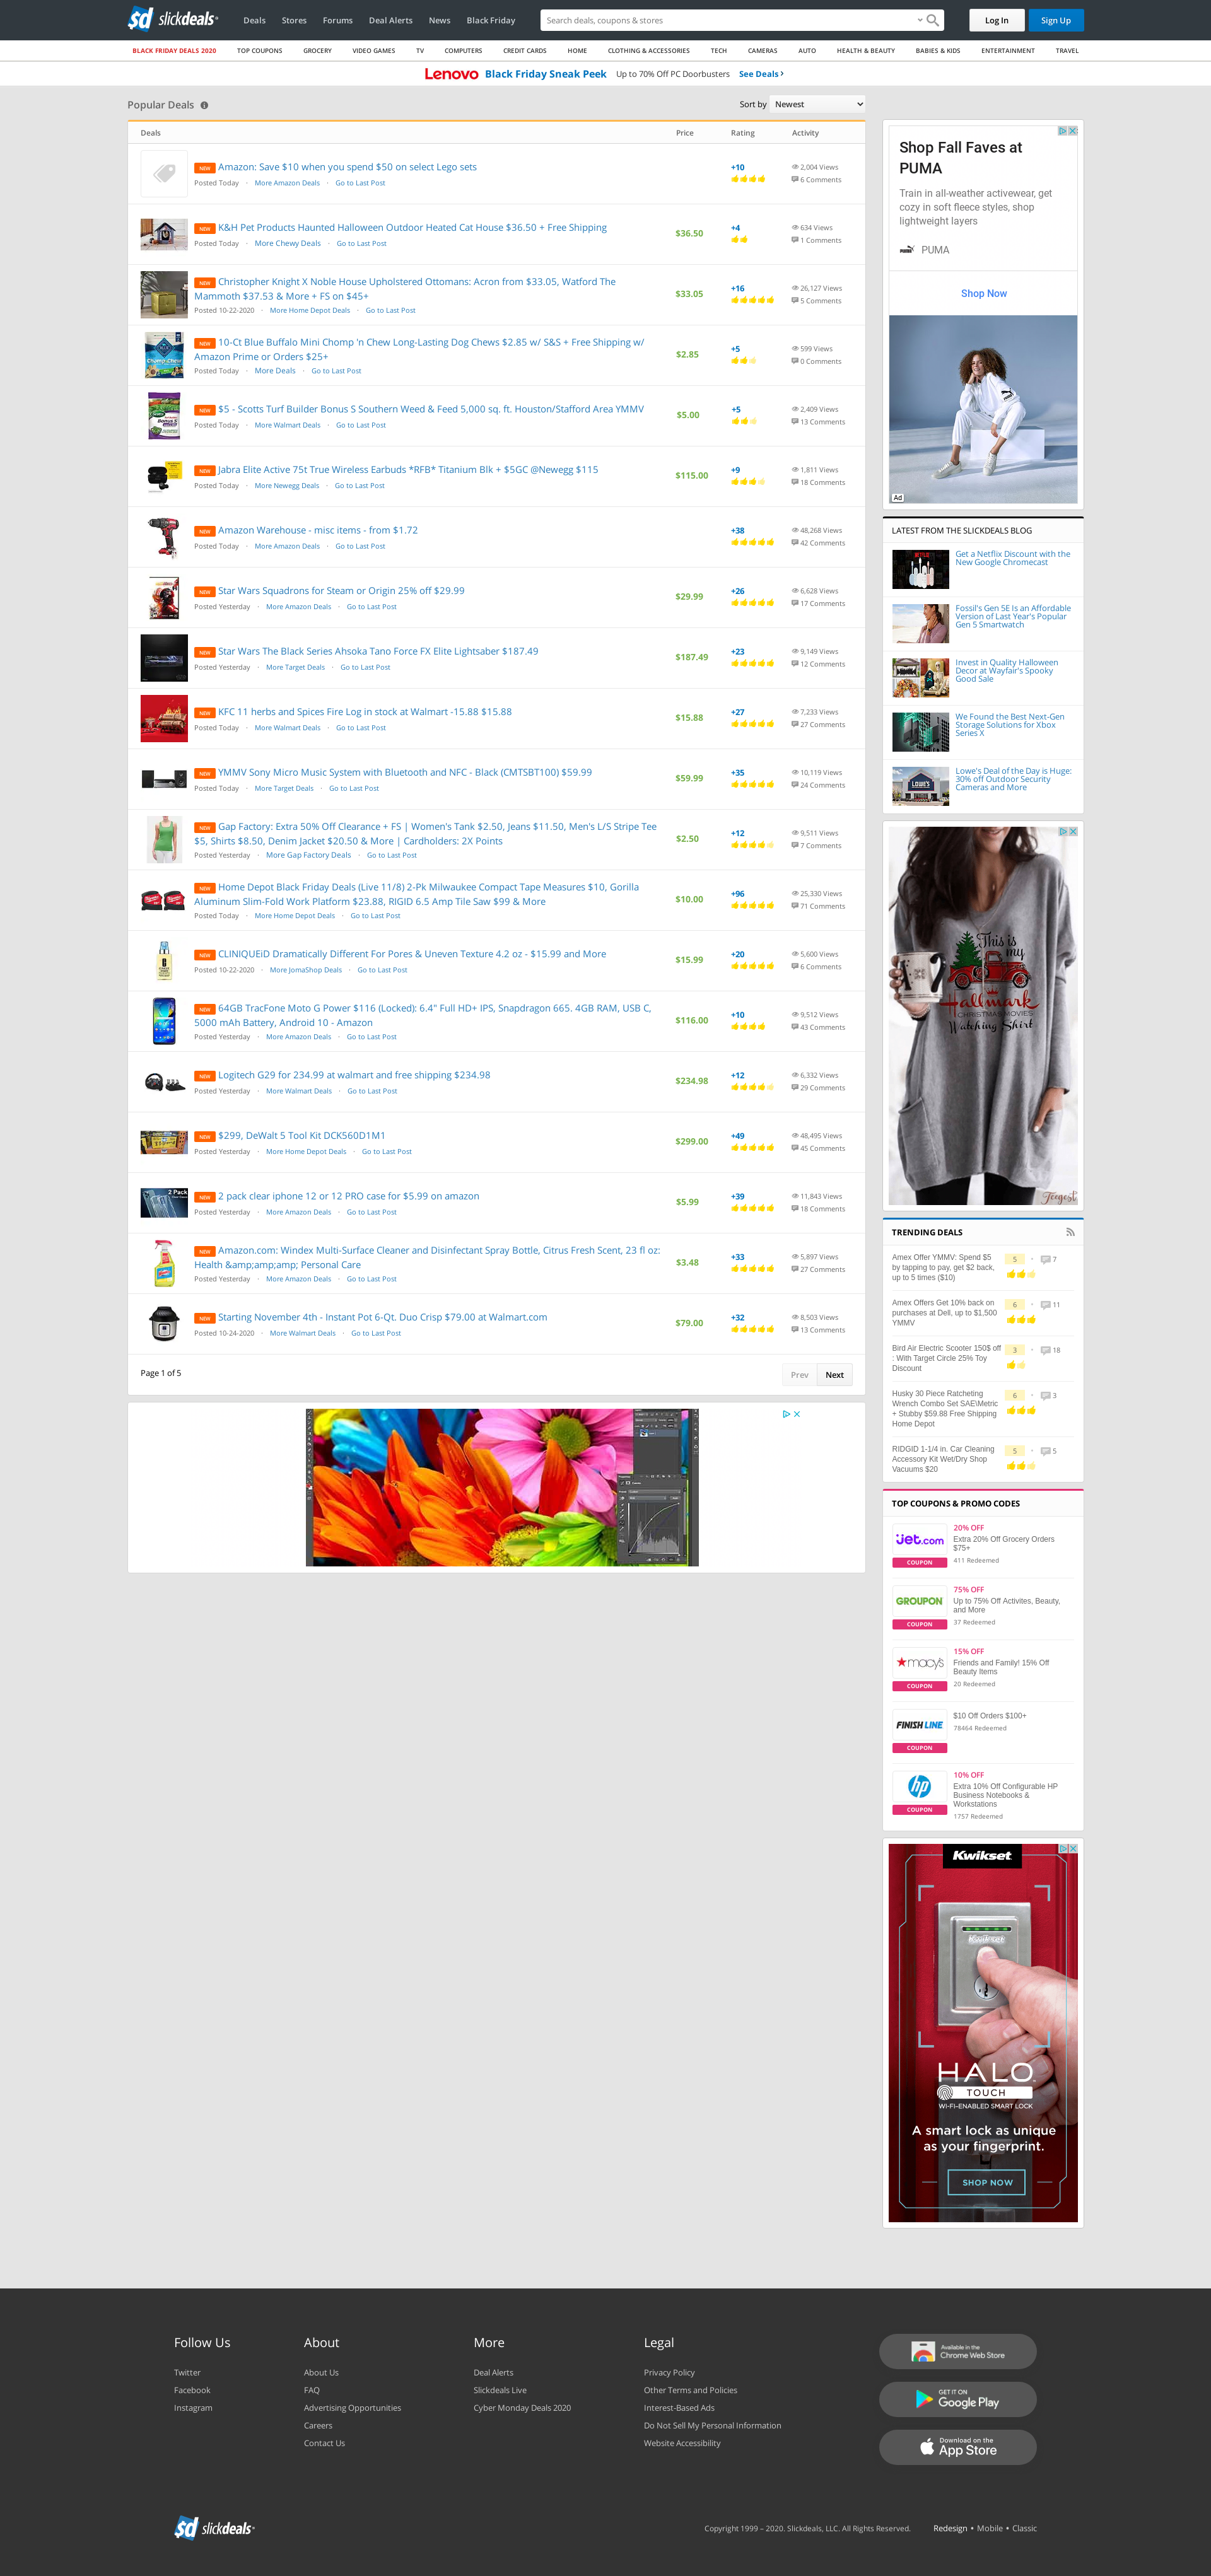 slickdeals
Deals
Stores
Forums
Deal Alerts
News
Black Friday
Search deals, coupons & stores
Log In
Sign Up
BLACK FRIDAY DEALS 2020
TOP COUPONS
GROCERY
VIDEO GAMES
TV
COMPUTERS
CREDIT CARDS
HOME
CLOTHING & ACCESSORIES
TECH
CAMERAS
AUTO
HEALTH & BEAUTY
BABIES & KIDS
ENTERTAINMENT
TRAVEL
Lenovo Black Friday Sneak Peek Up to 70% Off PC Doorbusters See Deals
Popular Deals
Sort by Newest
Deals Price Rating Activity
NEW Amazon: Save $10 when you spend $50 on select Lego sets
Posted Today · More Amazon Deals · Go to Last Post
+10
2,004 Views
6 Comments
NEW K&H Pet Products Haunted Halloween Outdoor Heated Cat House $36.50 + Free Shipping
Posted Today · More Chewy Deals · Go to Last Post
$36.50
+4
634 Views
1 Comments
NEW Christopher Knight X Noble House Upholstered Ottomans: Acron from $33.05, Watford The
Mammoth $37.53 & More + FS on $45+
Posted 10-22-2020 · More Home Depot Deals · Go to Last Post
$33.05
+16
26,127 Views
5 Comments
NEW 10-Ct Blue Buffalo Mini Chomp 'n Chew Long-Lasting Dog Chews $2.85 w/ S&S + Free Shipping w/
Amazon Prime or Orders $25+
Posted Today · More Deals · Go to Last Post
$2.85
+5
599 Views
0 Comments
NEW $5 - Scotts Turf Builder Bonus S Southern Weed & Feed 5,000 sq. ft. Houston/Stafford Area YMMV
Posted Today · More Walmart Deals · Go to Last Post
$5.00
+5
2,409 Views
13 Comments
NEW Jabra Elite Active 75t True Wireless Earbuds *RFB* Titanium Blk + $5GC @Newegg $115
Posted Today · More Newegg Deals · Go to Last Post
$115.00
+9
1,811 Views
18 Comments
NEW Amazon Warehouse - misc items - from $1.72
Posted Today · More Amazon Deals · Go to Last Post
+38
48,268 Views
42 Comments
NEW Star Wars Squadrons for Steam or Origin 25% off $29.99
Posted Yesterday · More Amazon Deals · Go to Last Post
$29.99
+26
6,628 Views
17 Comments
NEW Star Wars The Black Series Ahsoka Tano Force FX Elite Lightsaber $187.49
Posted Yesterday · More Target Deals · Go to Last Post
$187.49
+23
9,149 Views
12 Comments
NEW KFC 11 herbs and Spices Fire Log in stock at Walmart -15.88 $15.88
Posted Today · More Walmart Deals · Go to Last Post
$15.88
+27
7,233 Views
27 Comments
NEW YMMV Sony Micro Music System with Bluetooth and NFC - Black (CMTSBT100) $59.99
Posted Today · More Target Deals · Go to Last Post
$59.99
+35
10,119 Views
24 Comments
NEW Gap Factory: Extra 50% Off Clearance + FS | Women's Tank $2.50, Jeans $11.50, Men's L/S Stripe Tee
$5, Shirts $8.50, Denim Jacket $20.50 & More | Cardholders: 2X Points
Posted Yesterday · More Gap Factory Deals · Go to Last Post
$2.50
+12
9,511 Views
7 Comments
NEW Home Depot Black Friday Deals (Live 11/8) 2-Pk Milwaukee Compact Tape Measures $10, Gorilla
Aluminum Slim-Fold Work Platform $23.88, RIGID 6.5 Amp Tile Saw $99 & More
Posted Today · More Home Depot Deals · Go to Last Post
$10.00
+96
25,330 Views
71 Comments
NEW CLINIQUEiD Dramatically Different For Pores & Uneven Texture 4.2 oz - $15.99 and More
Posted 10-22-2020 · More JomaShop Deals · Go to Last Post
$15.99
+20
5,600 Views
6 Comments
NEW 64GB TracFone Moto G Power $116 (Locked): 6.4" Full HD+ IPS, Snapdragon 665. 4GB RAM, USB C,
5000 mAh Battery, Android 10 - Amazon
Posted Yesterday · More Amazon Deals · Go to Last Post
$116.00
+10
9,512 Views
43 Comments
NEW Logitech G29 for 234.99 at walmart and free shipping $234.98
Posted Yesterday · More Walmart Deals · Go to Last Post
$234.98
+12
6,332 Views
29 Comments
NEW $299, DeWalt 5 Tool Kit DCK560D1M1
Posted Yesterday · More Home Depot Deals · Go to Last Post
$299.00
+49
48,495 Views
45 Comments
2 Pack
NEW 2 pack clear iphone 12 or 12 PRO case for $5.99 on amazon
Posted Yesterday · More Amazon Deals · Go to Last Post
$5.99
+39
11,843 Views
18 Comments
NEW Amazon.com: Windex Multi-Surface Cleaner and Disinfectant Spray Bottle, Citrus Fresh Scent, 23 fl oz:
Health &amp;amp;amp; Personal Care
Posted Yesterday · More Amazon Deals · Go to Last Post
$3.48
+33
5,897 Views
27 Comments
NEW Starting November 4th - Instant Pot 6-Qt. Duo Crisp $79.00 at Walmart.com
Posted 10-24-2020 · More Walmart Deals · Go to Last Post
$79.00
+32
8,503 Views
13 Comments
Page 1 of 5
Prev
Next
Shop Fall Faves at
PUMA
Train in all-weather activewear, get
cozy in soft fleece styles, shop
lightweight layers
PUMA
Shop Now
Ad
LATEST FROM THE SLICKDEALS BLOG
Get a Netflix Discount with the
New Google Chromecast
Fossil's Gen 5E Is an Affordable
Version of Last Year's Popular
Gen 5 Smartwatch
Invest in Quality Halloween
Decor at Wayfair's Spooky
Good Sale
We Found the Best Next-Gen
Storage Solutions for Xbox
Series X
LOWE'S
Lowe's Deal of the Day is Huge:
30% off Outdoor Security
Cameras and More
This is
my
Hallmark
CHRISTMAS MOVIES
Watching Shirt
Teegest
TRENDING DEALS
Amex Offer YMMV: Spend $5
by tapping to pay, get $2 back,
up to 5 times ($10)
5
7
Amex Offers Get 10% back on
purchases at Dell, up to $1,500
YMMV
6
11
Bird Air Electric Scooter 150$ off
: With Target Circle 25% Toy
Discount
3
18
Husky 30 Piece Ratcheting
Wrench Combo Set SAE\Metric
+ Stubby $59.88 Free Shipping
Home Depot
6
3
RIDGID 1-1/4 in. Car Cleaning
Accessory Kit Wet/Dry Shop
Vacuums $20
5
5
TOP COUPONS & PROMO CODES
jet.com
COUPON
20% OFF
Extra 20% Off Grocery Orders
$75+
411 Redeemed
GROUPON
COUPON
75% OFF
Up to 75% Off Activites, Beauty,
and More
37 Redeemed
macy's
COUPON
15% OFF
Friends and Family! 15% Off
Beauty Items
20 Redeemed
FINISH LINE
COUPON
$10 Off Orders $100+
78464 Redeemed
hp
COUPON
10% OFF
Extra 10% Off Configurable HP
Business Notebooks &
Workstations
1757 Redeemed
Kwikset
Kwikset
HALO
TOUCH
WI-FI-ENABLED SMART LOCK
A smart lock as unique
as your fingerprint.
SHOP NOW
Follow Us
Twitter
Facebook
Instagram
About
About Us
FAQ
Advertising Opportunities
Careers
Contact Us
More
Deal Alerts
Slickdeals Live
Cyber Monday Deals 2020
Legal
Privacy Policy
Other Terms and Policies
Interest-Based Ads
Do Not Sell My Personal Information
Website Accessibility
Available in the
Chrome Web Store
GET IT ON
Google Play
Download on the
App Store
slickdeals
Copyright 1999 – 2020. Slickdeals, LLC. All Rights Reserved.
Redesign • Mobile • Classic